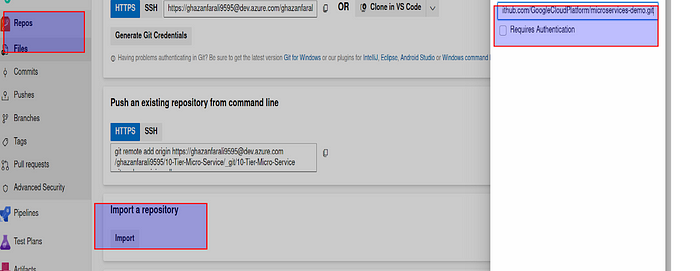 Repos
Files
Commits
Pushes
Branches
Tags
Pull requests
Advanced Security
Pipelines
Test Plans
Artifacts
HTTPS SSH https://ghazanfarali9595@dev.azure.com/ghazanfaral OR Clone in VS Code
Generate Git Credentials
Having problems authenticating in Git? Be sure to get the latest version Git for Windows or our plugins for IntelliJ, Eclipse, Android Studio or Windows command l
Push an existing repository from command line
HTTPS SSH
git remote add origin https://ghazanfarali9595@dev.azure.com
/ghazanfarali9595/10-Tier-Micro-Service/_git/10-Tier-Micro-Service
Import a repository
Import
ithub.com/GoogleCloudPlatform/microservices-demo.git
Requires Authentication